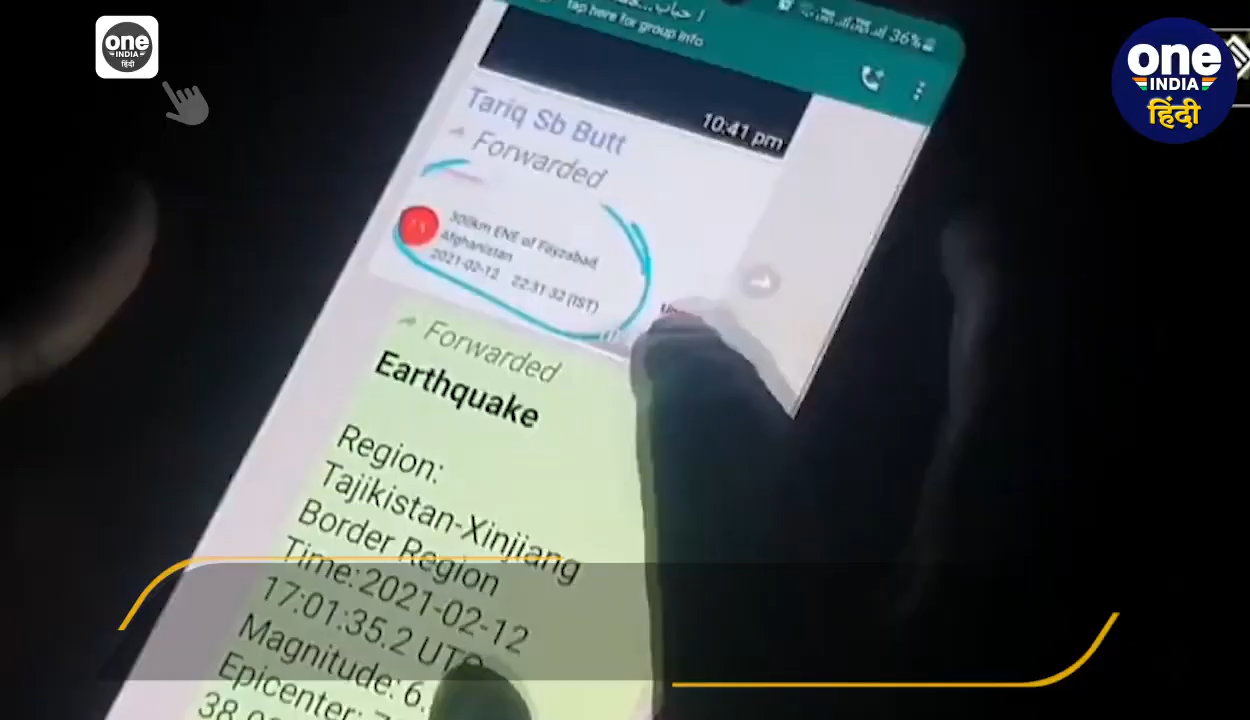 one
INDIA
हिंदी
one
INDIA
हिंदी
36%
tap here for group info
10:41 pm
Tariq Sb Butt
Forwarded
300km ENE of Fayzabad,
Afghanistan
2021-02-12 22:31:32 (IST)
Forwarded
Earthquake
Region:
Tajikistan-Xinjiang
Border Region
Time:2021-02-12
17:01:35.2 UTC
Magnitude: 6.
Epicenter: